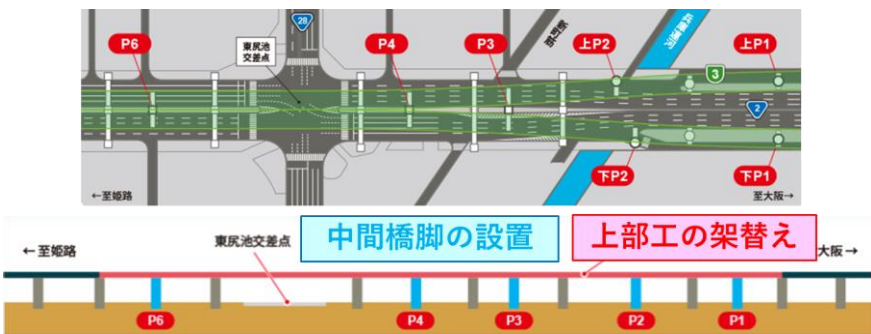 28
P6
東尻池
交差点
P4
P3
上P2
上P1
3
2
下P2
下P1
←至姫路
至大阪→
中間橋脚の設置
上部工の架替え
← 至姫路
東尻池交差点
大阪 →
P6
P4
P3
P2
P1